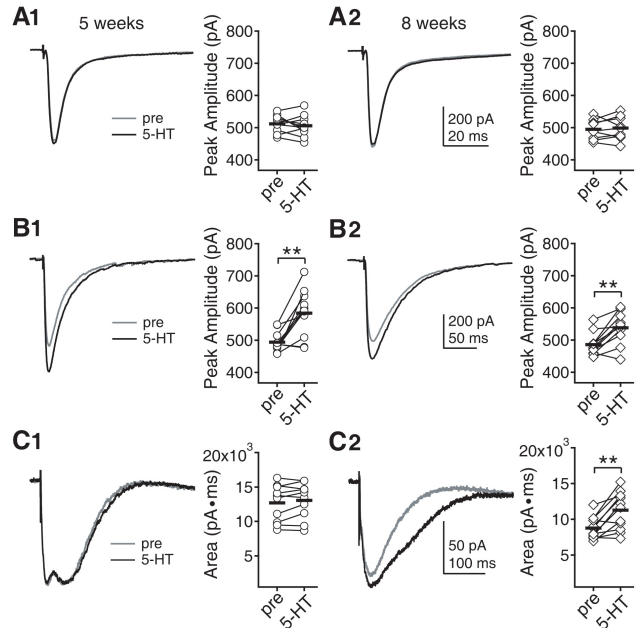 A1
5 weeks
pre
5-HT
Peak Amplitude (pA)
800
700
600
500
400
pre
5-HT
A2
8 weeks
200 pA
20 ms
Peak Amplitude (pA)
800
700
600
500
400
pre
5-HT
B1
pre
5-HT
Peak Amplitude (pA)
800
700
600
500
400
**
pre
5-HT
B2
200 pA
50 ms
Peak Amplitude (pA)
800
700
600
500
400
**
pre
5-HT
C1
pre
5-HT
Area (pA•ms)
20x10³
15
10
5
pre
5-HT
C2
50 pA
100 ms
Area (pA•ms)
20x10³
15
10
5
**
pre
5-HT